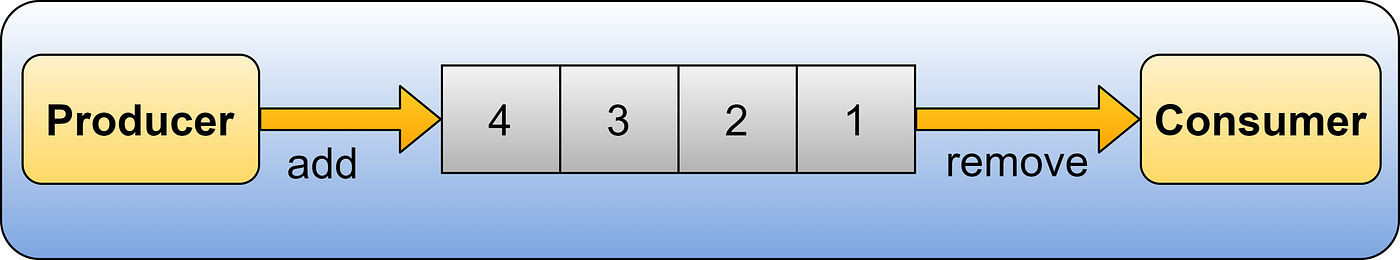 Producer
add
4 3 2 1
remove
Consumer